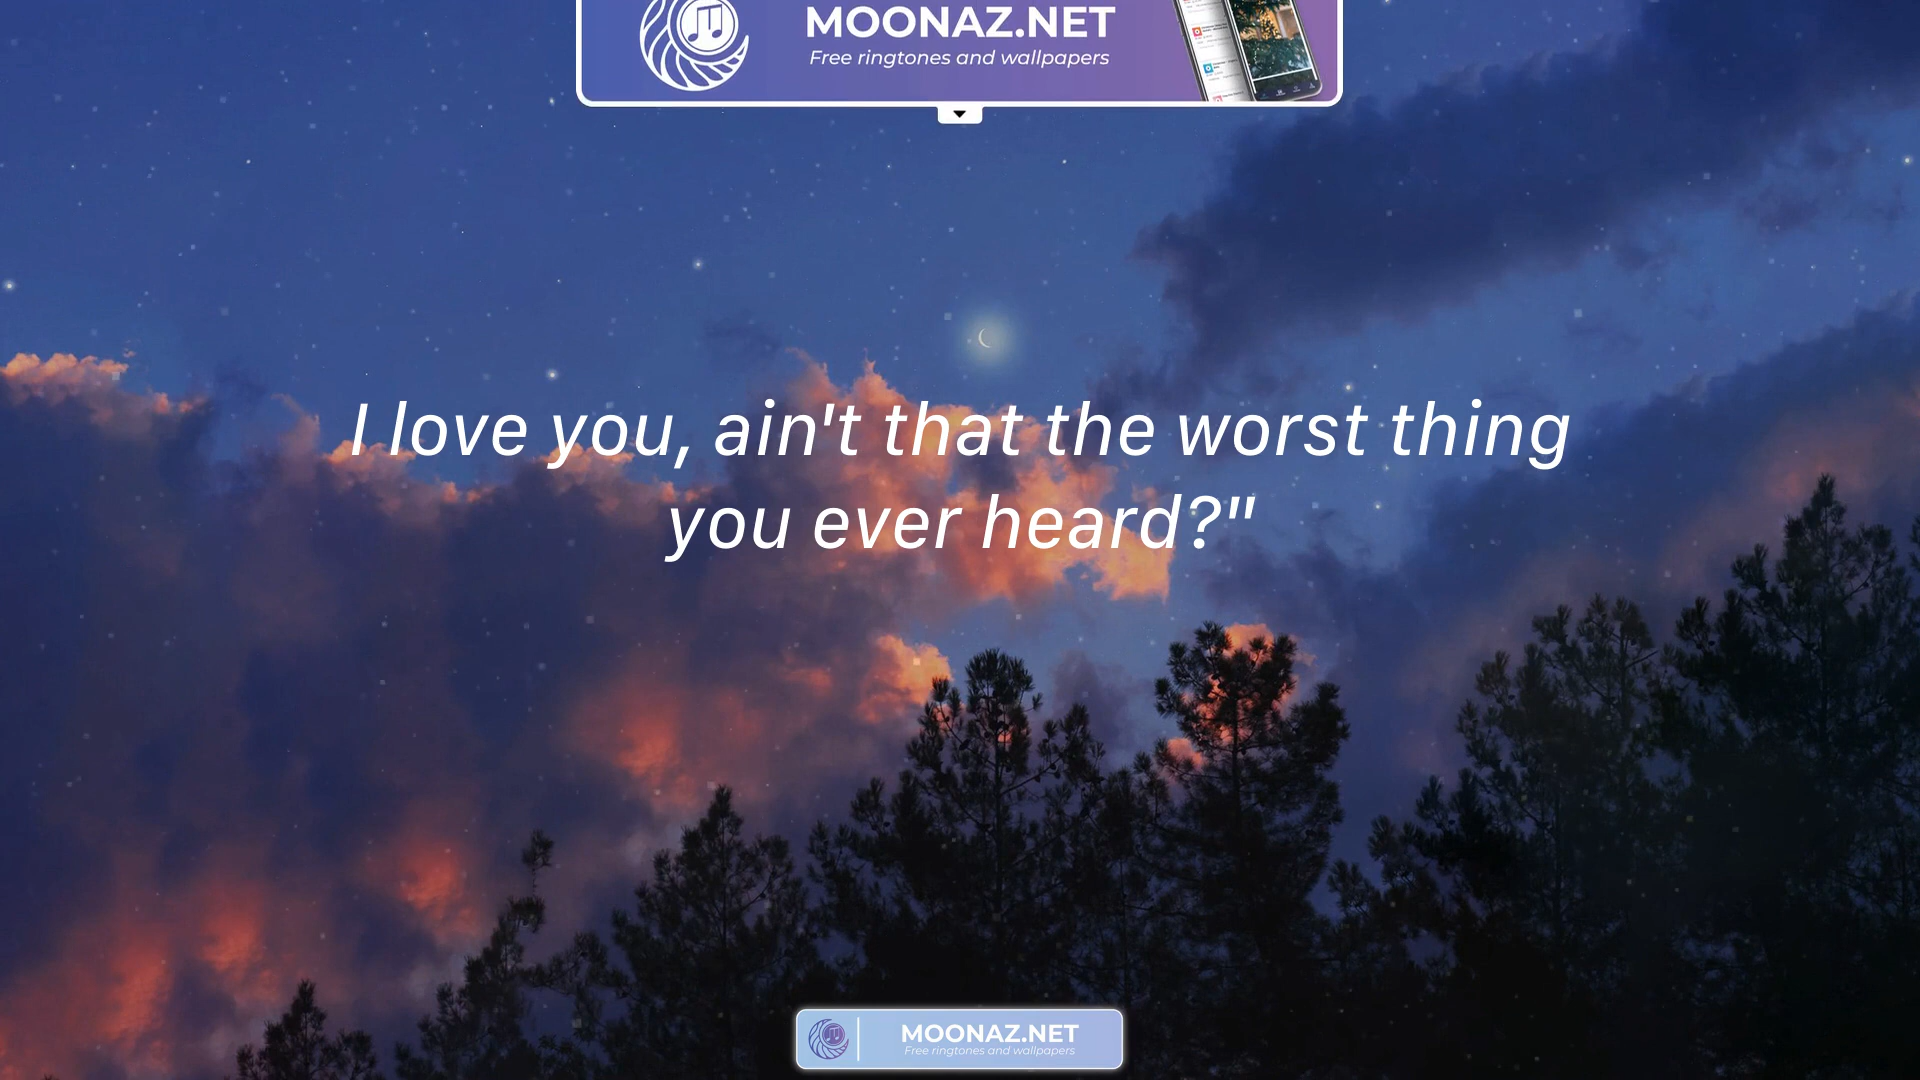 MOONAZ.NET
Free ringtones and wallpapers
I love you, ain't that the worst thing
you ever heard?"
MOONAZ.NET
Free ringtones and wallpapers